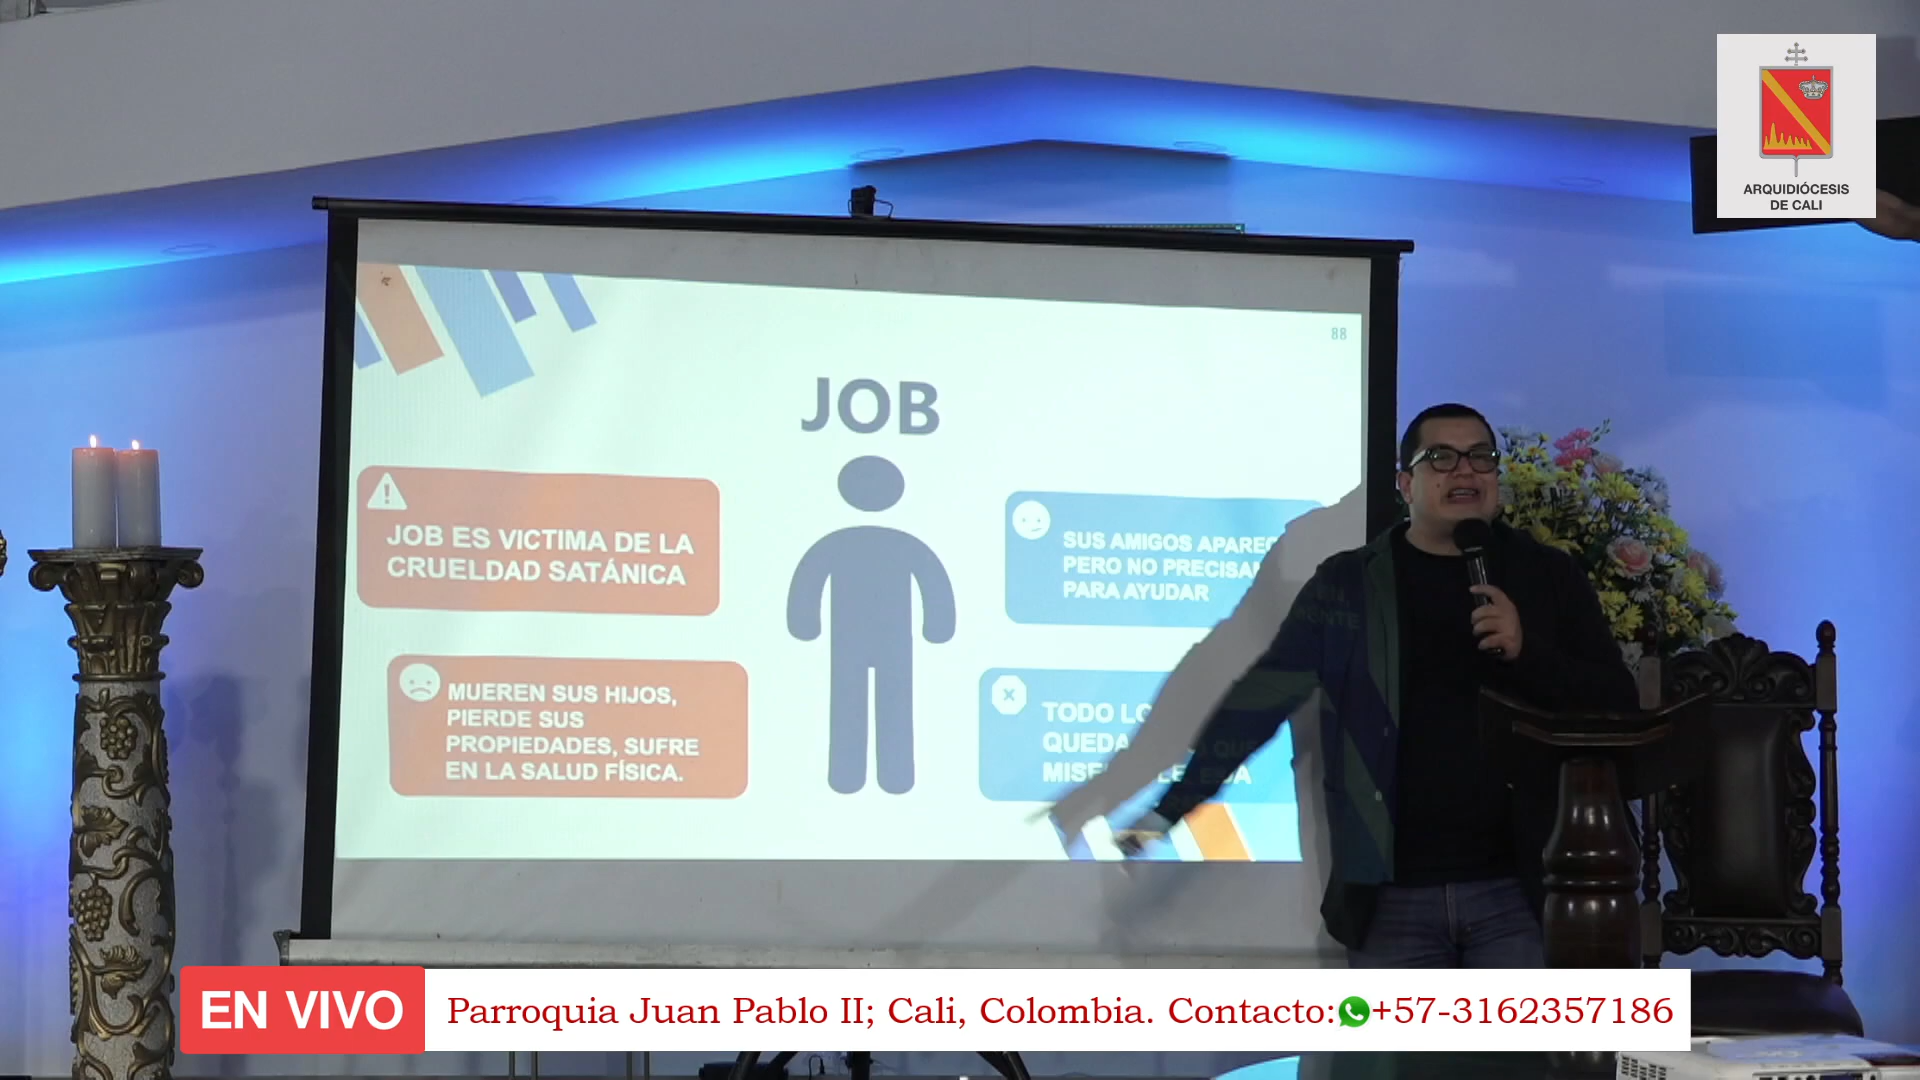 ARQUIDIÓCESIS
DE CALI
88
JOB
JOB ES VICTIMA DE LA
CRUELDAD SATÁNICA
MUEREN SUS HIJOS,
PIERDE SUS
PROPIEDADES, SUFRE
EN LA SALUD FÍSICA.
SUS AMIGOS
PERO NO
PARA AYUDAR
TODO
EN VIVO
Parroquia Juan Pablo II; Cali, Colombia. Contacto: +57-3162357186